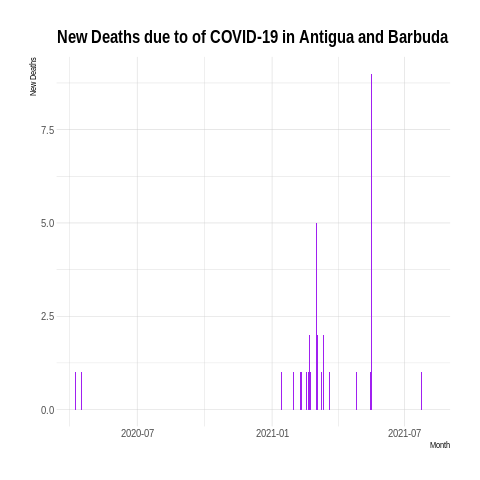 New Deaths due to of COVID-19 in Antigua and Barbuda
New Deaths
7.5
5.0
2.5
0.0
2020-07
2021-01
2021-07
Month